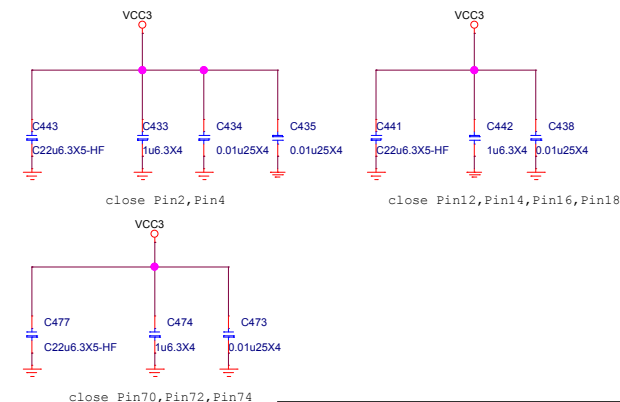 VCC3 VCC3
C443 C433 C434 C435 C441 C442 C438
C22u6.3X5-HF 1u6.3X4 0.01u25X4 0.01u25X4 C22u6.3X5-HF 1u6.3X4 0.01u25X4
close Pin2,Pin4 close Pin12,Pin14,Pin16,Pin18
VCC3
C477 C474 C473
C22u6.3X5-HF 1u6.3X4 0.01u25X4
close Pin70,Pin72,Pin74